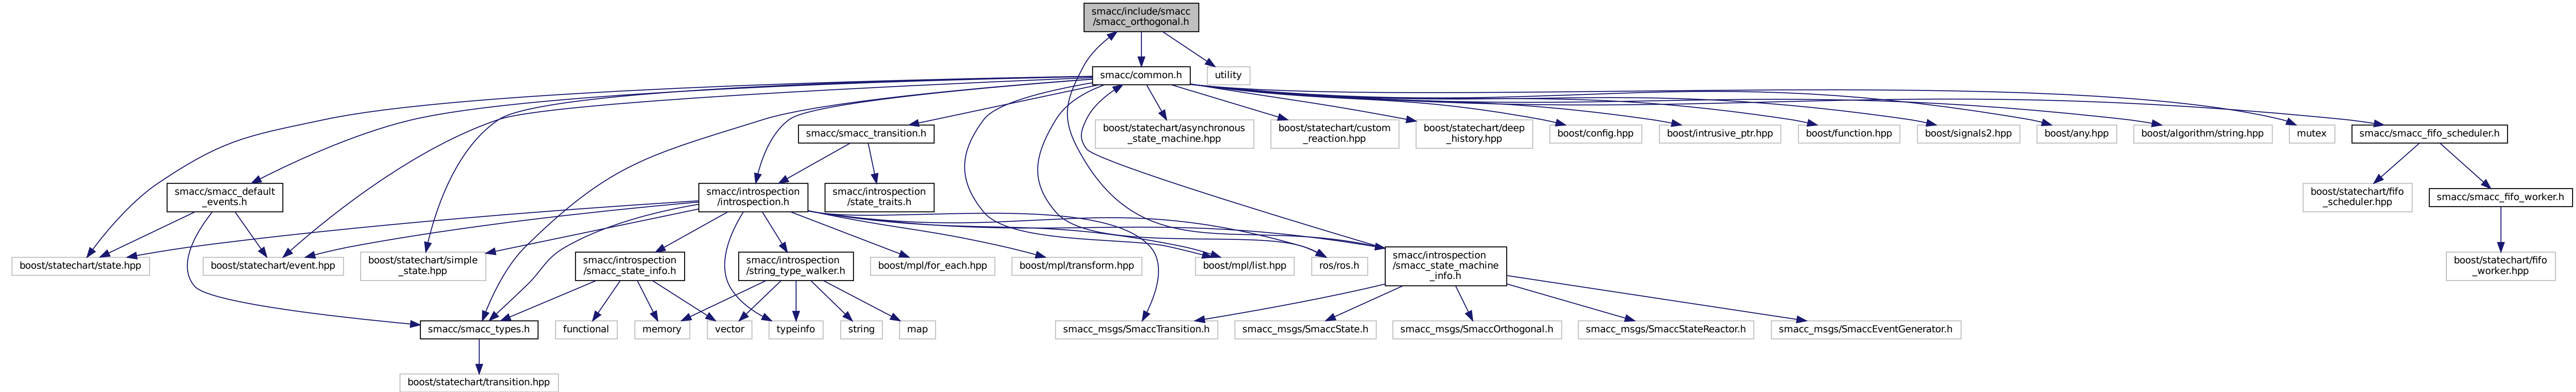 smacc/include/smacc
/smacc_orthogonal.h
smacc/common.h
utility
smacc/smacc_transition.h
boost/statechart/asynchronous
_state_machine.hpp
boost/statechart/custom
_reaction.hpp
boost/statechart/deep
_history.hpp
boost/config.hpp
boost/intrusive_ptr.hpp
boost/function.hpp
boost/signals2.hpp
boost/any.hpp
boost/algorithm/string.hpp
mutex
smacc/smacc_fifo_scheduler.h
smacc/smacc_default
_events.h
smacc/introspection
/introspection.h
smacc/introspection
/state_traits.h
boost/statechart/fifo
_scheduler.hpp
smacc/smacc_fifo_worker.h
boost/statechart/state.hpp
boost/statechart/event.hpp
boost/statechart/simple
_state.hpp
smacc/introspection
/smacc_state_info.h
smacc/introspection
/string_type_walker.h
boost/mpl/for_each.hpp
boost/mpl/transform.hpp
boost/mpl/list.hpp
ros/ros.h
smacc/introspection
/smacc_state_machine
_info.h
boost/statechart/fifo
_worker.hpp
smacc/smacc_types.h
functional
memory
vector
typeinfo
string
map
smacc_msgs/SmaccTransition.h
smacc_msgs/SmaccState.h
smacc_msgs/SmaccOrthogonal.h
smacc_msgs/SmaccStateReactor.h
smacc_msgs/SmaccEventGenerator.h
boost/statechart/transition.hpp